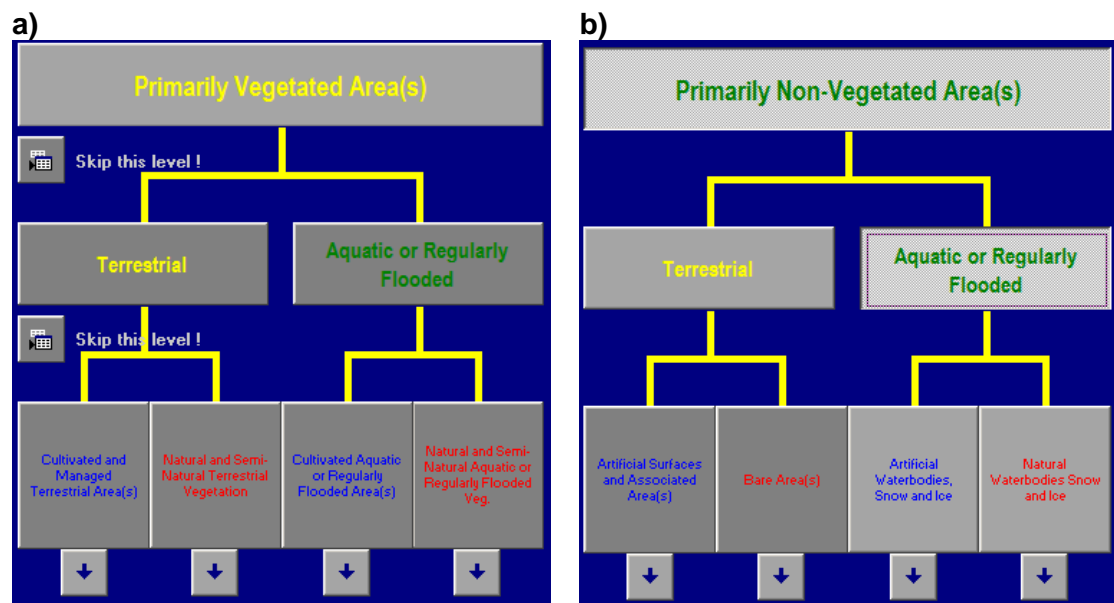 a)
Primarily Vegetated Area(s)
Skip this level !
Terrestrial
Aquatic or Regularly
Flooded
Skip this level !
Cultivated and
Managed
Terrestrial Area(s)
Natural and Semi-
Natural Terrestrial
Vegetation
Cultivated Aquatic
or Regularly
Flooded Area(s)
Natural and Semi-
Natural Aquatic or
Regularly Flooded
Veg.
b)
Primarily Non-Vegetated Area(s)
Terrestrial
Aquatic or Regularly
Flooded
Artificial Surfaces
and Associated
Area(s)
Bare Area(s)
Artificial
Waterbodies,
Snow and Ice
Natural
Waterbodies Snow
and Ice